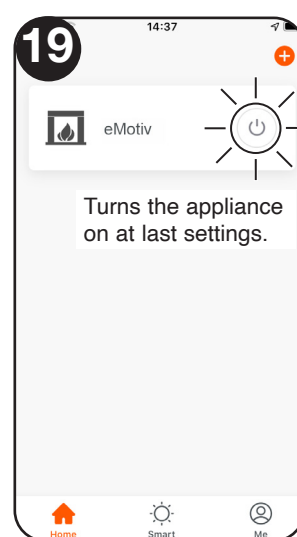 19
14:37
eMotiv
Turns the appliance
on at last settings.
Home
Smart
Me